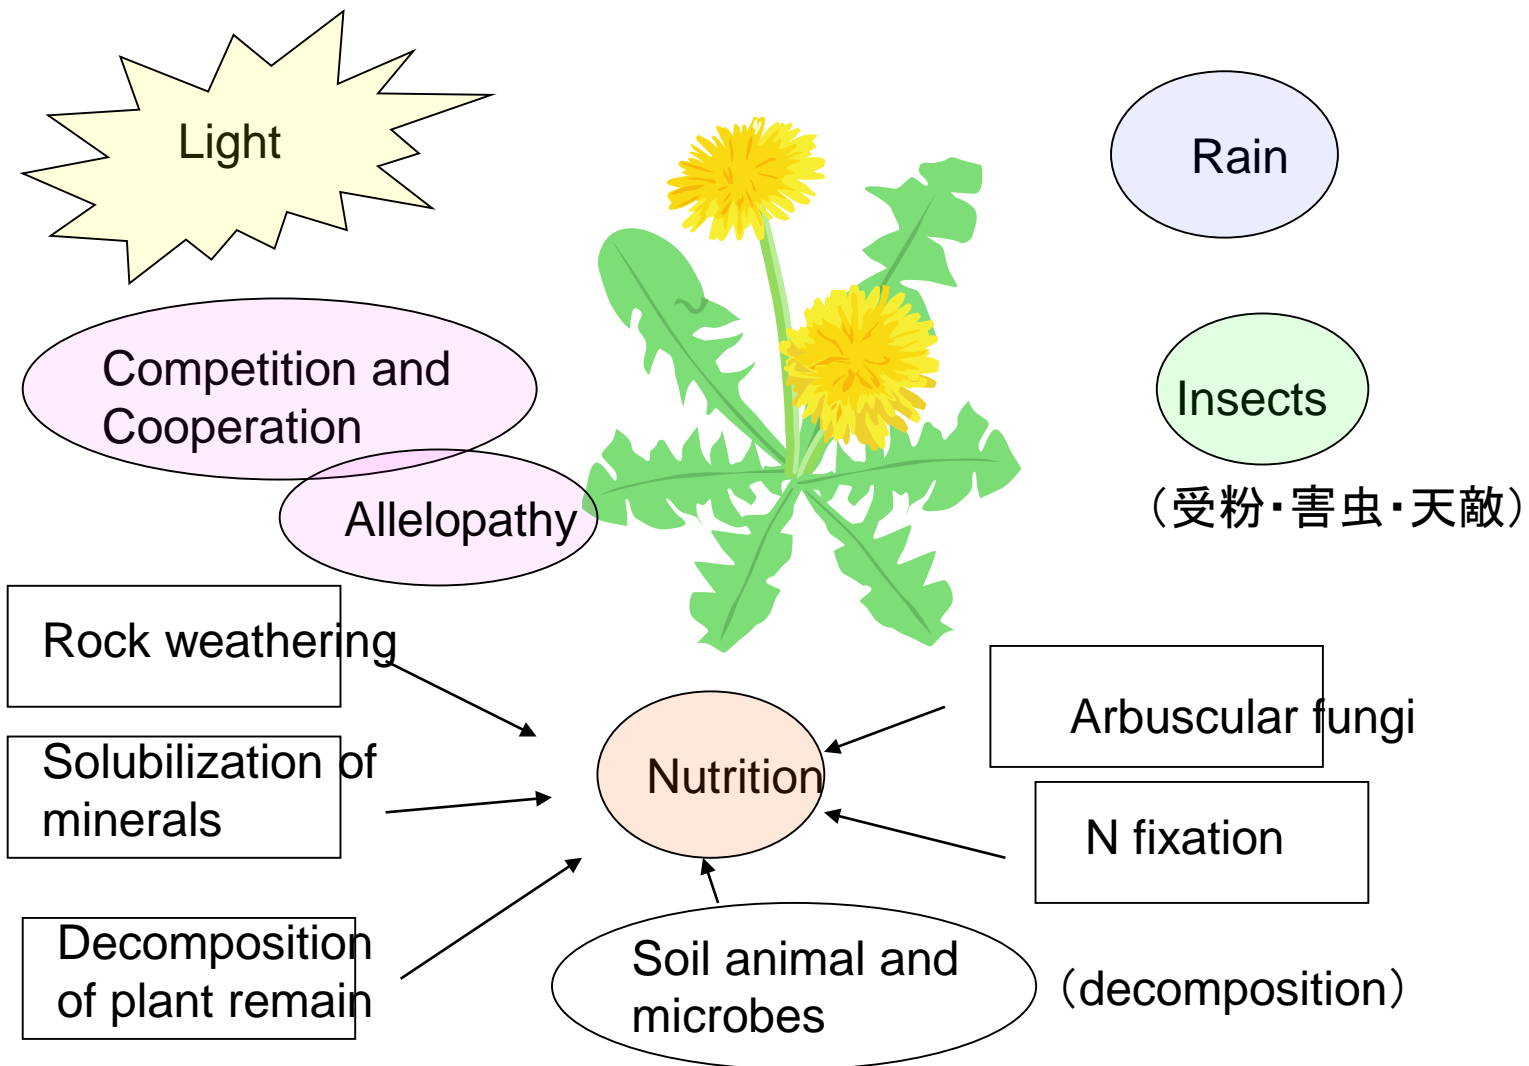 Light
Rain
Competition and
Cooperation
Insects
Allelopathy
（受粉・害虫・天敵）
Rock weathering
Arbuscular fungi
Solubilization of
minerals
Nutrition
N fixation
Decomposition
of plant remain
Soil animal and
microbes
（decomposition）